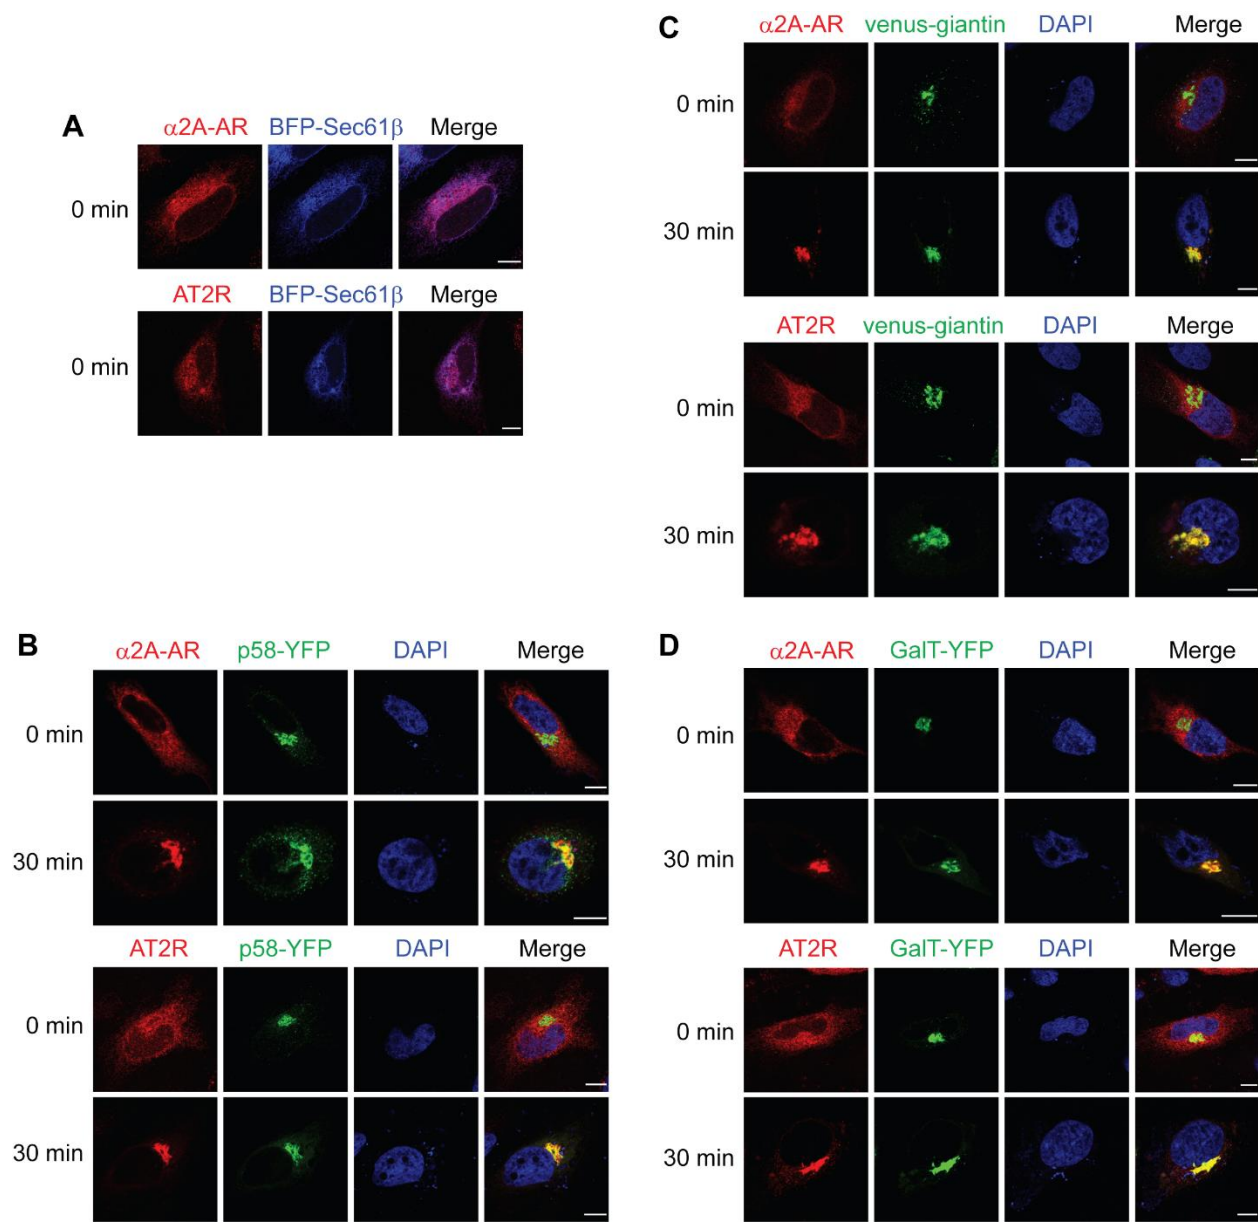 A
α2A-AR BFP-Sec61β Merge
0 min
AT2R BFP-Sec61β Merge
0 min
B
α2A-AR p58-YFP DAPI Merge
0 min
30 min
AT2R p58-YFP DAPI Merge
0 min
30 min
C
α2A-AR venus-giantin DAPI Merge
0 min
30 min
AT2R venus-giantin DAPI Merge
0 min
30 min
D
α2A-AR GalT-YFP DAPI Merge
0 min
30 min
AT2R GalT-YFP DAPI Merge
0 min
30 min